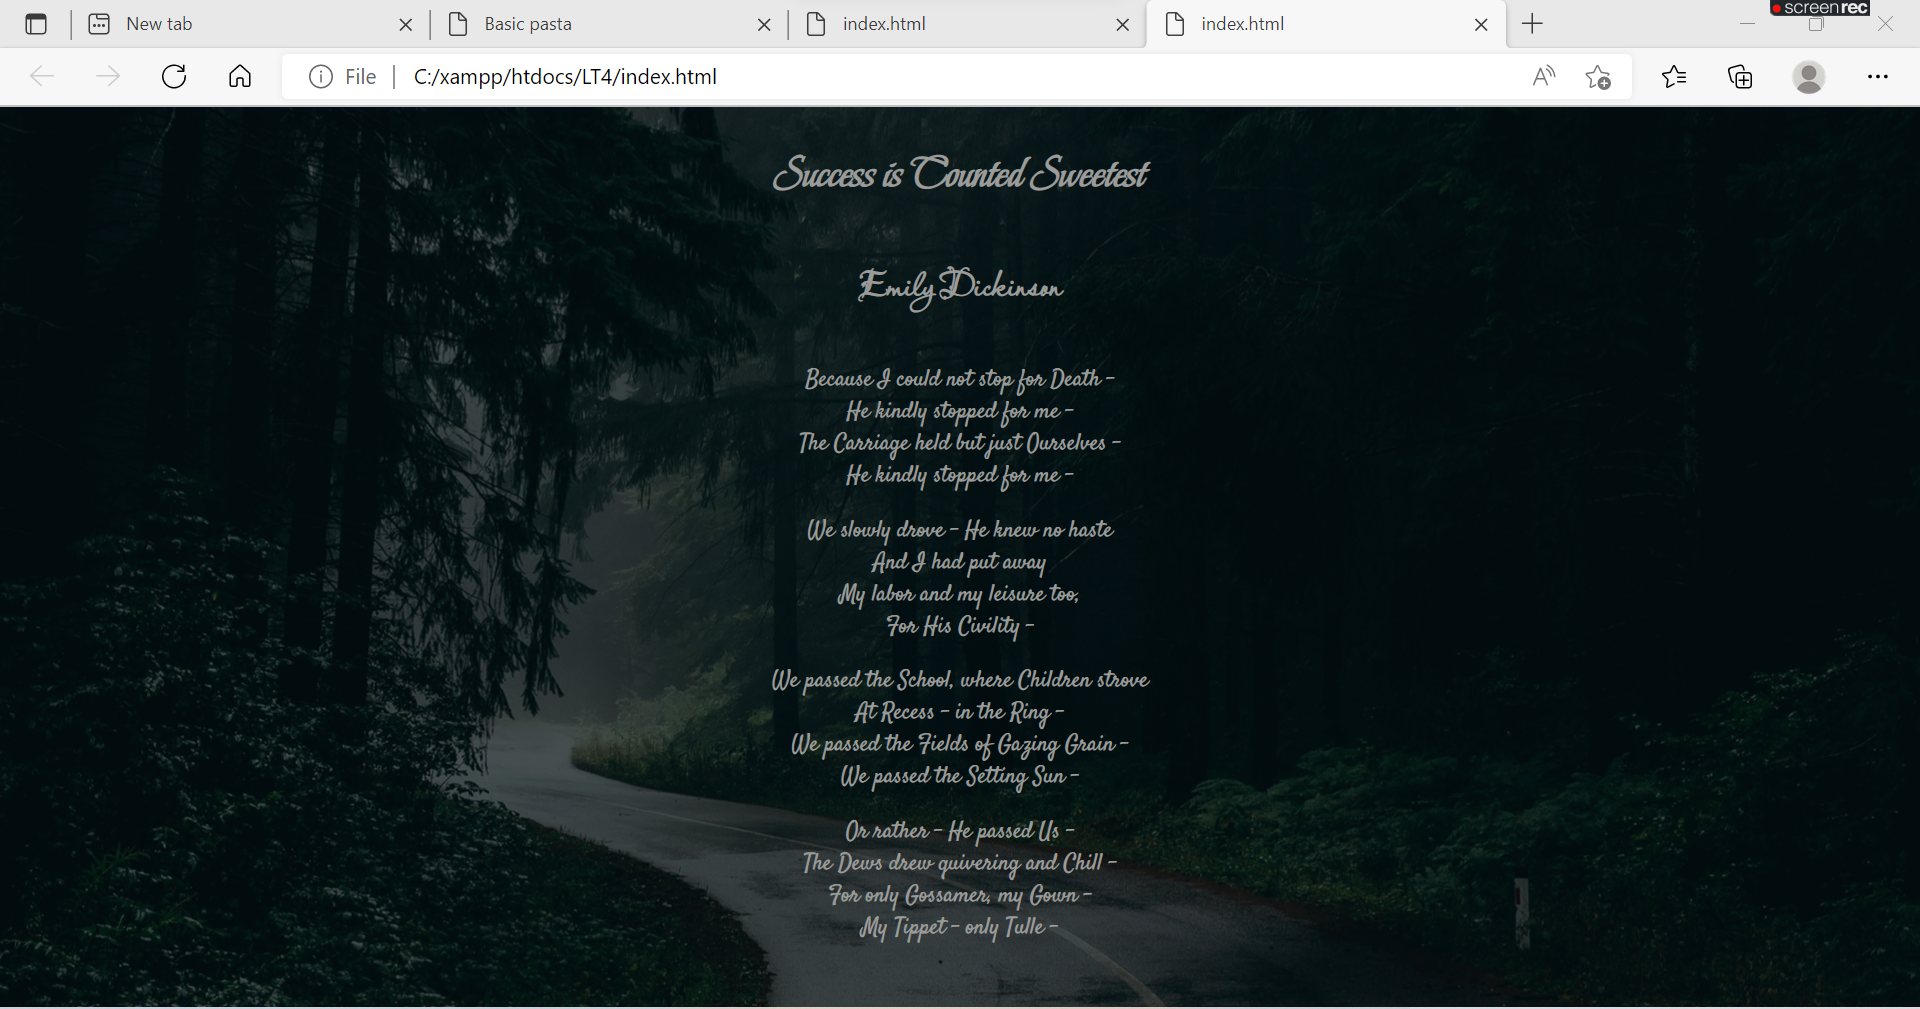 screenrec
New tab
Basic pasta
index.html
index.html
File
C:/xampp/htdocs/LT4/index.html
Success is Counted Sweetest
Emily Dickinson
Because I could not stop for Death –
He kindly stopped for me –
The Carriage held but just Ourselves –
He kindly stopped for me –
We slowly drove – He knew no haste
And I had put away
My labor and my leisure too,
For His Civility –
We passed the School, where Children strove
At Recess – in the Ring –
We passed the Fields of Gazing Grain –
We passed the Setting Sun –
Or rather – He passed Us –
The Dews drew quivering and Chill –
For only Gossamer, my Gown –
My Tippet – only Tulle –